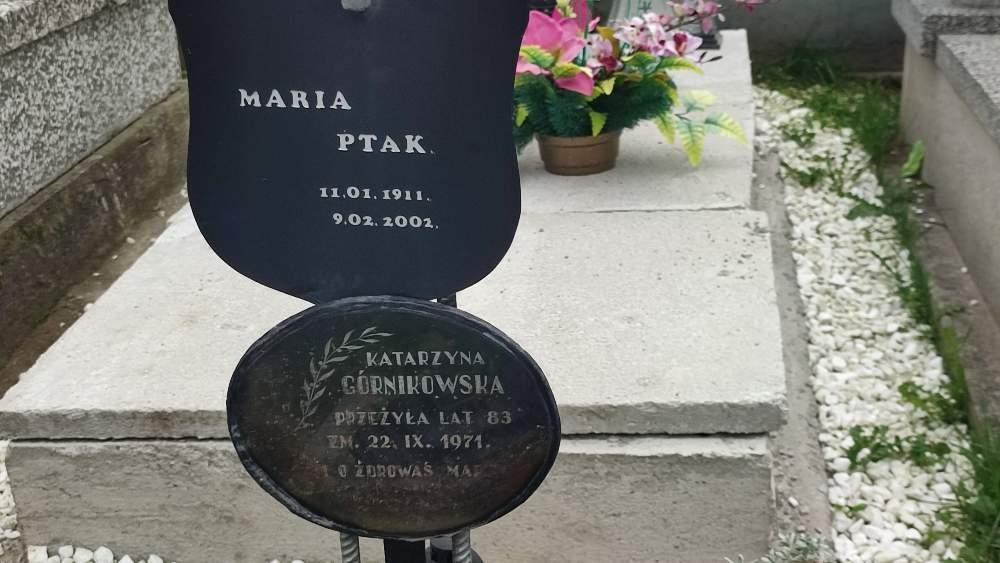 MARIA
PTAK.
11.01.1911.
9.02.2002.
KATARZYNA
GÓRNIKOWSKA
PRZEŻYŁA LAT 83
ZM. 22. IX. 1971.
O ZDROWAŚ